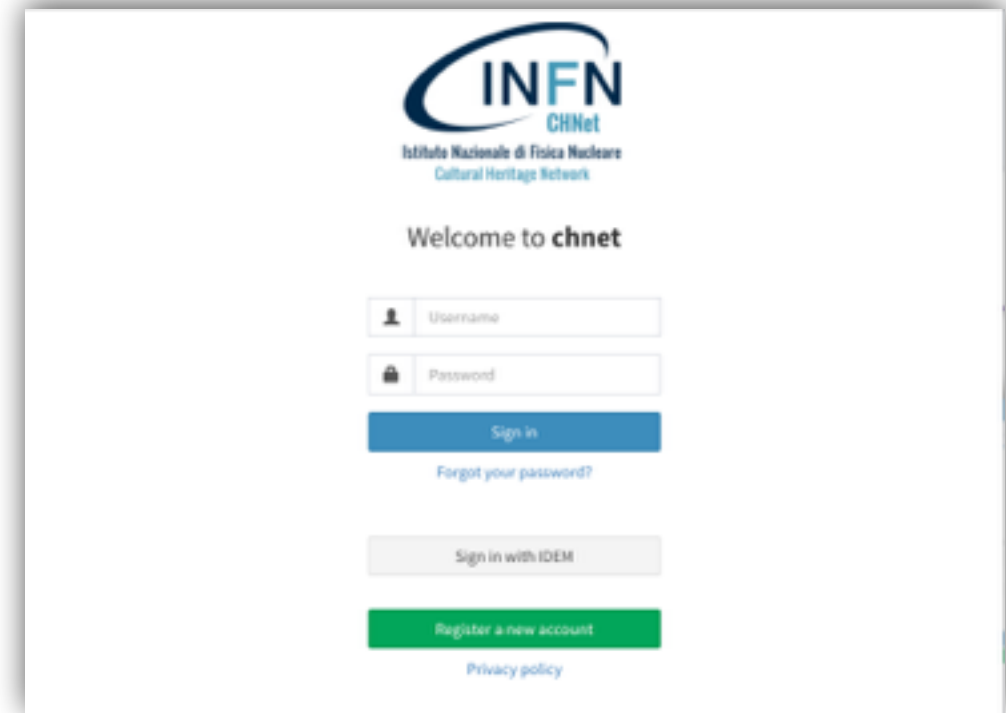 INFN
CHNet
Istituto Nazionale di Fisica Nucleare
Cultural Heritage Network
Welcome to chnet
Username
Password
Sign in
Forgot your password?
Sign in with IDEM
Register a new account
Privacy policy